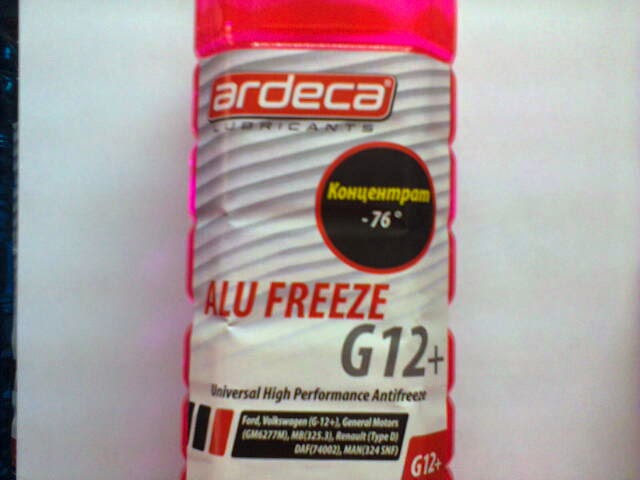 ardeca®
LUBRICANTS
Концентрат
- 76 °
ALU FREEZE
G12+
Universal High Performance Antifreeze
Ford, Volkswagen (G-12+), General Motors
(GM6277M), MB(325.3), Renault (Type D)
DAF(74002), MAN(324 SNF)
G12+